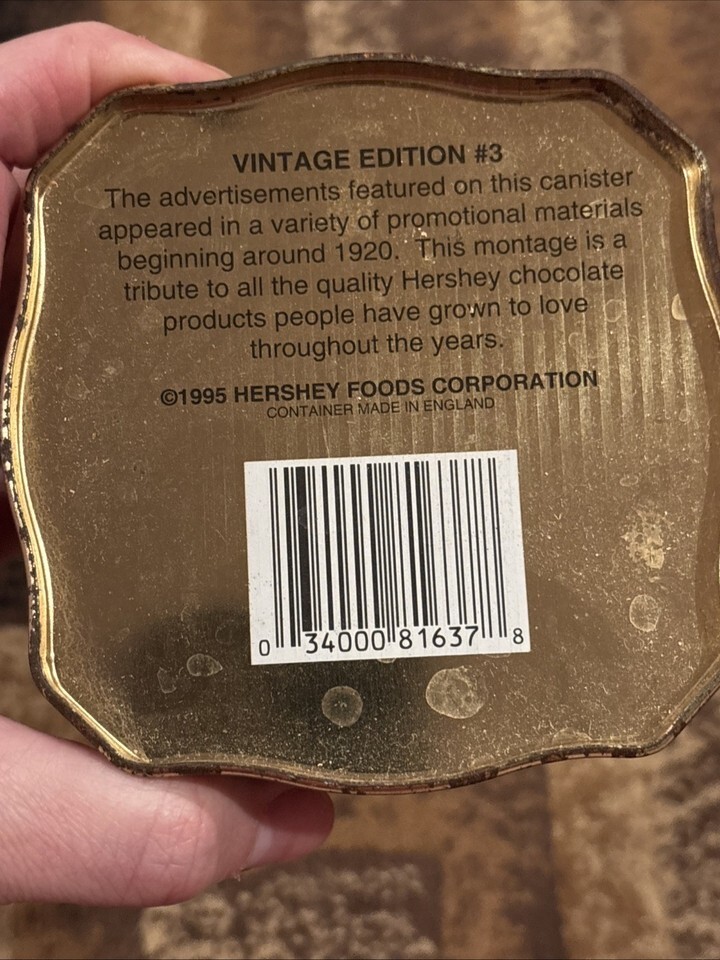 VINTAGE EDITION #3
The advertisements featured on this canister
appeared in a variety of promotional materials
beginning around 1920. This montage is a
tribute to all the quality Hershey chocolate
products people have grown to love
throughout the years.
©1995 HERSHEY FOODS CORPORATION
CONTAINER MADE IN ENGLAND
0 34000 81637 8